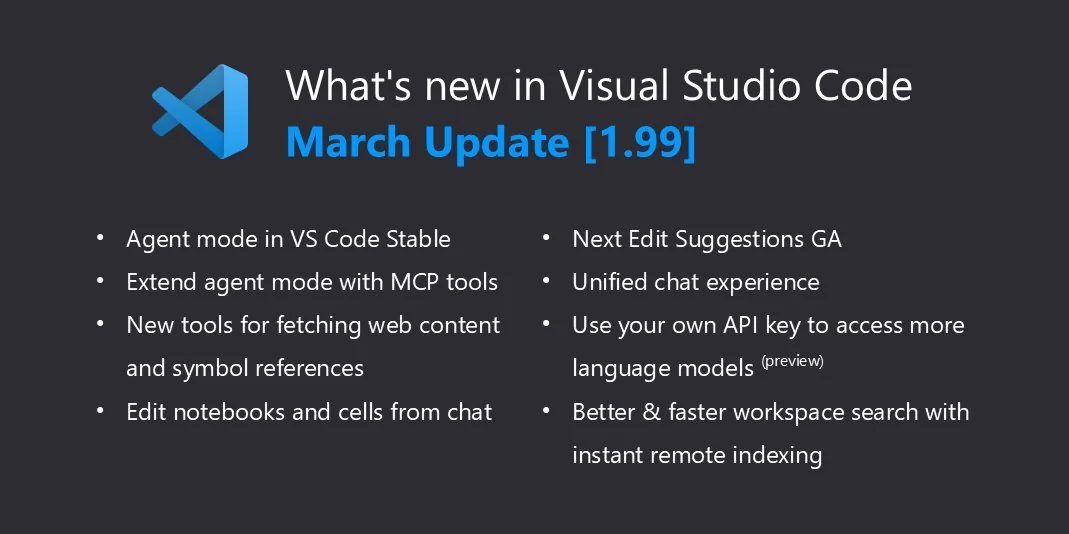 What's new in Visual Studio Code
March Update [1.99]
• Agent mode in VS Code Stable
• Extend agent mode with MCP tools
• New tools for fetching web content
and symbol references
• Edit notebooks and cells from chat
• Next Edit Suggestions GA
• Unified chat experience
• Use your own API key to access more
language models (preview)
• Better & faster workspace search with
instant remote indexing